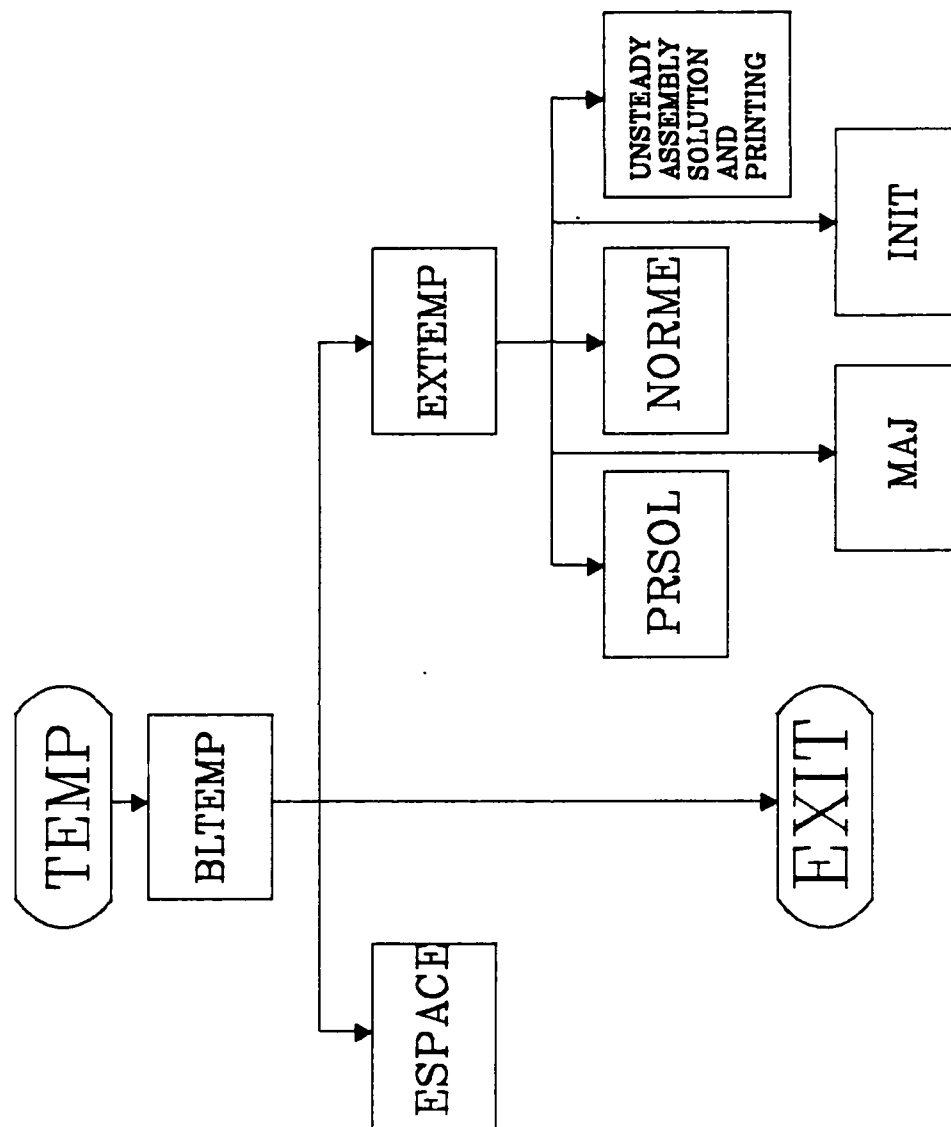 TEMP
BLTEMP
ESPACE
EXTEMP
PRSOL
NORME
UNSTEADY
ASSEMBLY
SOLUTION
AND
PRINTING
MAJ
INIT
EXIT